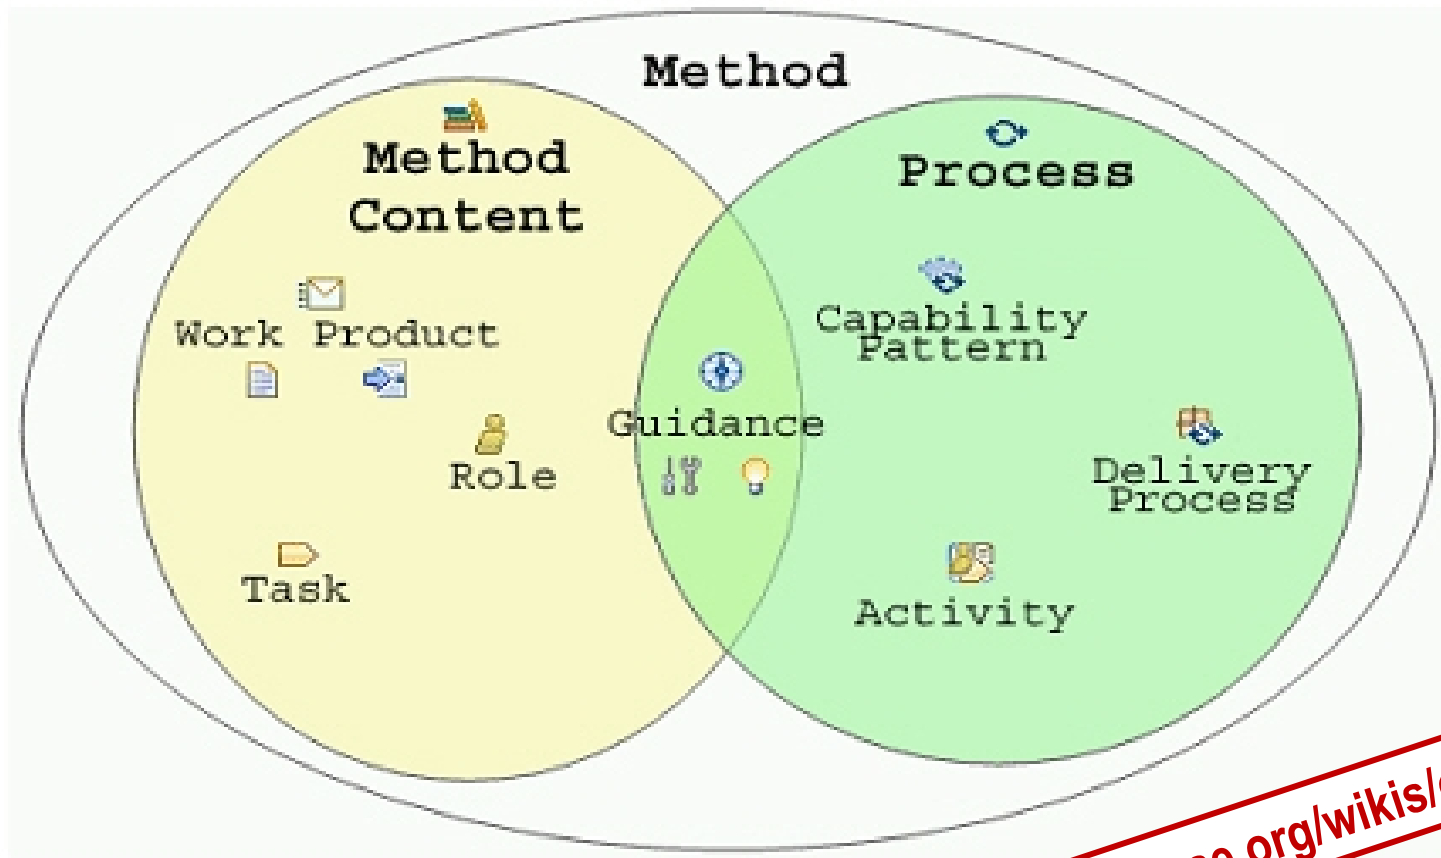 Method
Method
Content
Process
Work Product
Role
Task
Guidance
Capability
Pattern
Delivery
Process
Activity
org/wikis/